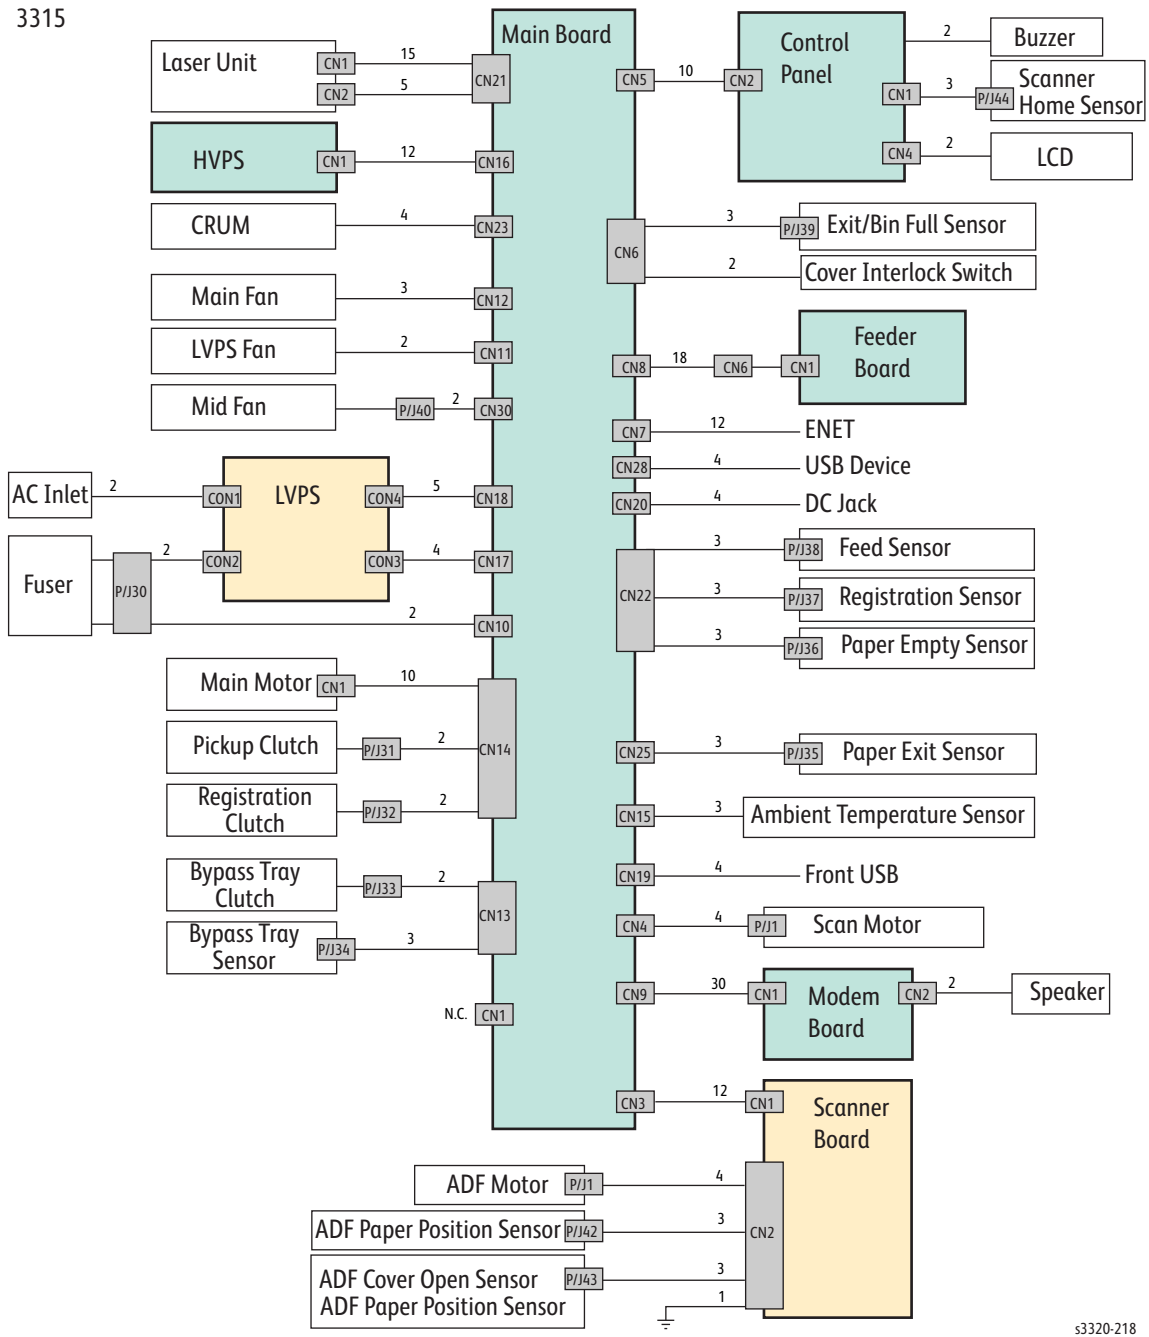 3315
Main Board
Laser Unit
CN1
15
CN2
5
CN21
HVPS
CN1
12
CN16
CRUM
4
CN23
Main Fan
3
CN12
LVPS Fan
2
CN11
Mid Fan
P/J40
2
CN30
AC Inlet
2
CON1
LVPS
CON4
5
CN18
Fuser
P/J30
2
CON2
CON3
4
CN17
2
CN10
Main Motor
CN1
10
Pickup Clutch
P/J31
2
CN14
Registration
Clutch
P/J32
2
Bypass Tray
Clutch
P/J33
2
CN13
Bypass Tray
Sensor
P/J34
3
N.C.
CN1
CN5
10
CN2
Control
Panel
2
Buzzer
CN1
3
P/J44
Scanner
Home Sensor
CN4
2
LCD
CN6
3
P/J39
Exit/Bin Full Sensor
2
Cover Interlock Switch
CN8
18
CN6
CN1
Feeder
Board
CN7
12
ENET
CN28
4
USB Device
CN20
4
DC Jack
CN22
3
P/J38
Feed Sensor
3
P/J37
Registration Sensor
3
P/J36
Paper Empty Sensor
CN25
3
P/J35
Paper Exit Sensor
CN15
3
Ambient Temperature Sensor
CN19
4
Front USB
CN4
4
P/J1
Scan Motor
CN9
30
CN1
Modem
Board
CN2
2
Speaker
CN3
12
CN1
Scanner
Board
ADF Motor
P/J1
4
ADF Paper Position Sensor
P/J42
3
CN2
ADF Cover Open Sensor
ADF Paper Position Sensor
P/J43
3
1
s3320-218